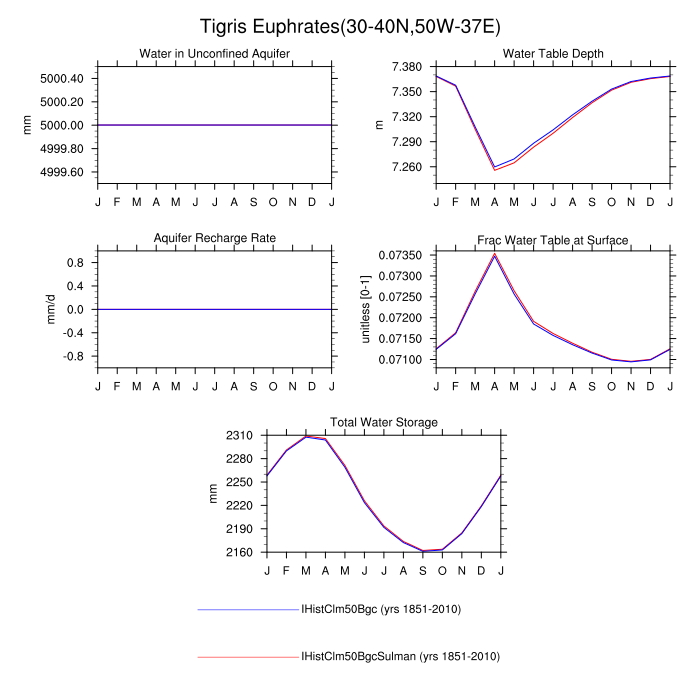 Tigris Euphrates(30-40N,50W-37E)
Water in Unconfined Aquifer
5000.40
5000.20
5000.00
4999.80
4999.60
mm
J F M A M J J A S O N D J
Water Table Depth
7.380
7.350
7.320
7.290
7.260
m
J F M A M J J A S O N D J
Aquifer Recharge Rate
0.8
0.4
0.0
-0.4
-0.8
mm/d
J F M A M J J A S O N D J
Frac Water Table at Surface
0.07350
0.07300
0.07250
0.07200
0.07150
0.07100
unitless [0-1]
J F M A M J J A S O N D J
Total Water Storage
2310
2280
2250
2220
2190
2160
mm
J F M A M J J A S O N D J
IHistClm50Bgc (yrs 1851-2010)
IHistClm50BgcSulman (yrs 1851-2010)